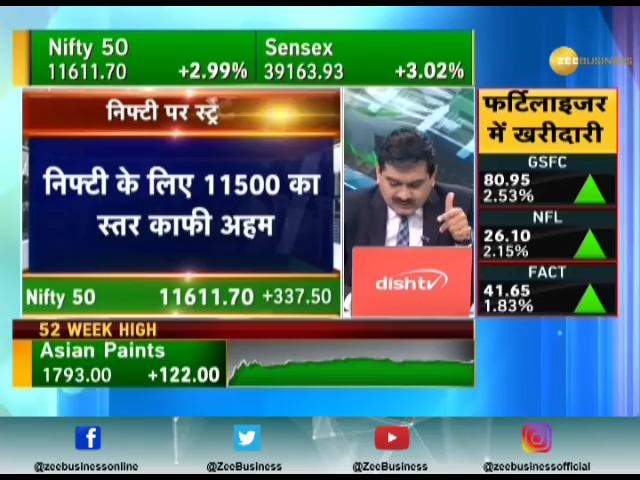 Nifty 50
11611.70 +2.99%
Sensex
39163.93 +3.02%
ZEEBUSINESS
निफ्टी पर स्ट्रै
निफ्टी के लिए 11500 का
स्तर काफी अहम
Nifty 50 11611.70 +337.50
फर्टिलाइजर
में खरीदारी
GSFC
80.95
2.53%
NFL
26.10
2.15%
FACT
41.65
1.83%
dishtv
52 WEEK HIGH
Asian Paints
1793.00 +122.00
@zeebusinessonline
@ZeeBusiness
@ZeeBusiness
@zeebusinessofficial